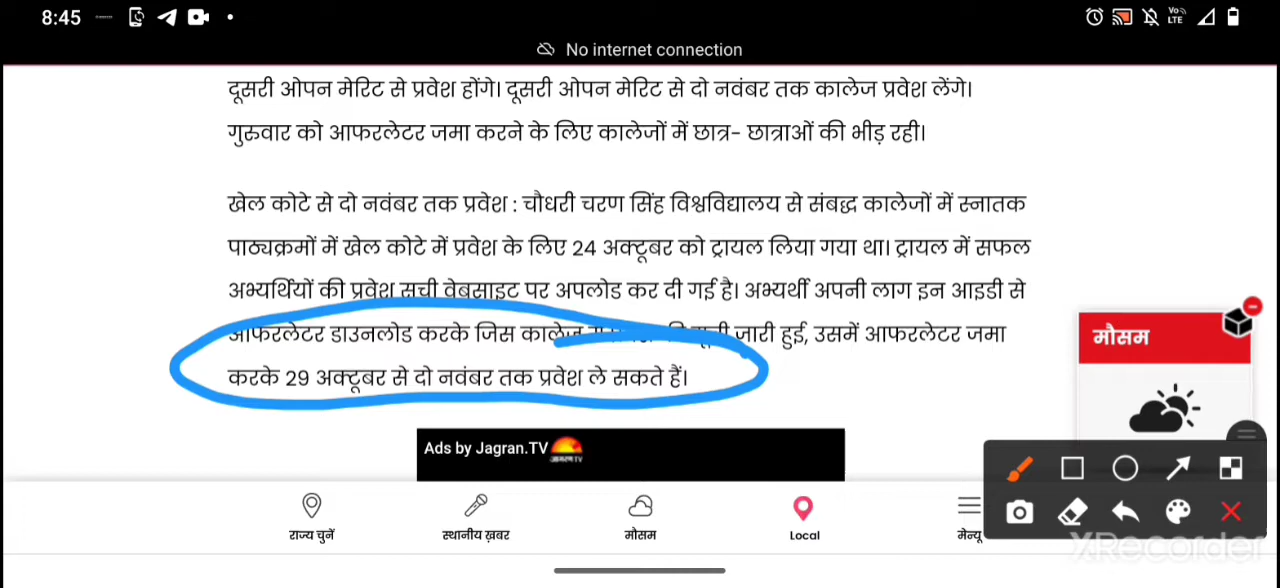 8:45
Vo LTE
No internet connection
दूसरी ओपन मेरिट से प्रवेश होंगे। दूसरी ओपन मेरिट से दो नवंबर तक कालेज प्रवेश लेंगे।
गुरुवार को आफरलेटर जमा करने के लिए कालेजों में छात्र- छात्राओं की भीड़ रही।
खेल कोटे से दो नवंबर तक प्रवेश : चौधरी चरण सिंह विश्वविद्यालय से संबद्ध कालेजों में स्नातक
पाठ्यक्रमों में खेल कोटे में प्रवेश के लिए 24 अक्टूबर को ट्रायल लिया गया था। ट्रायल में सफल
अभ्यर्थियों की प्रवेश सूची वेबसाइट पर अपलोड कर दी गई है। अभ्यर्थी अपनी लाग इन आइडी से
आफरलेटर डाउनलोड करके जिस कालेज जारी हुई, उसमें आफरलेटर जमा
करके 29 अक्टूबर से दो नवंबर तक प्रवेश ले सकते हैं।
मौसम
Ads by Jagran.TV
राज्य चुनें
स्थानीय ख़बर
मौसम
Local
मेन्यू
XRecorder